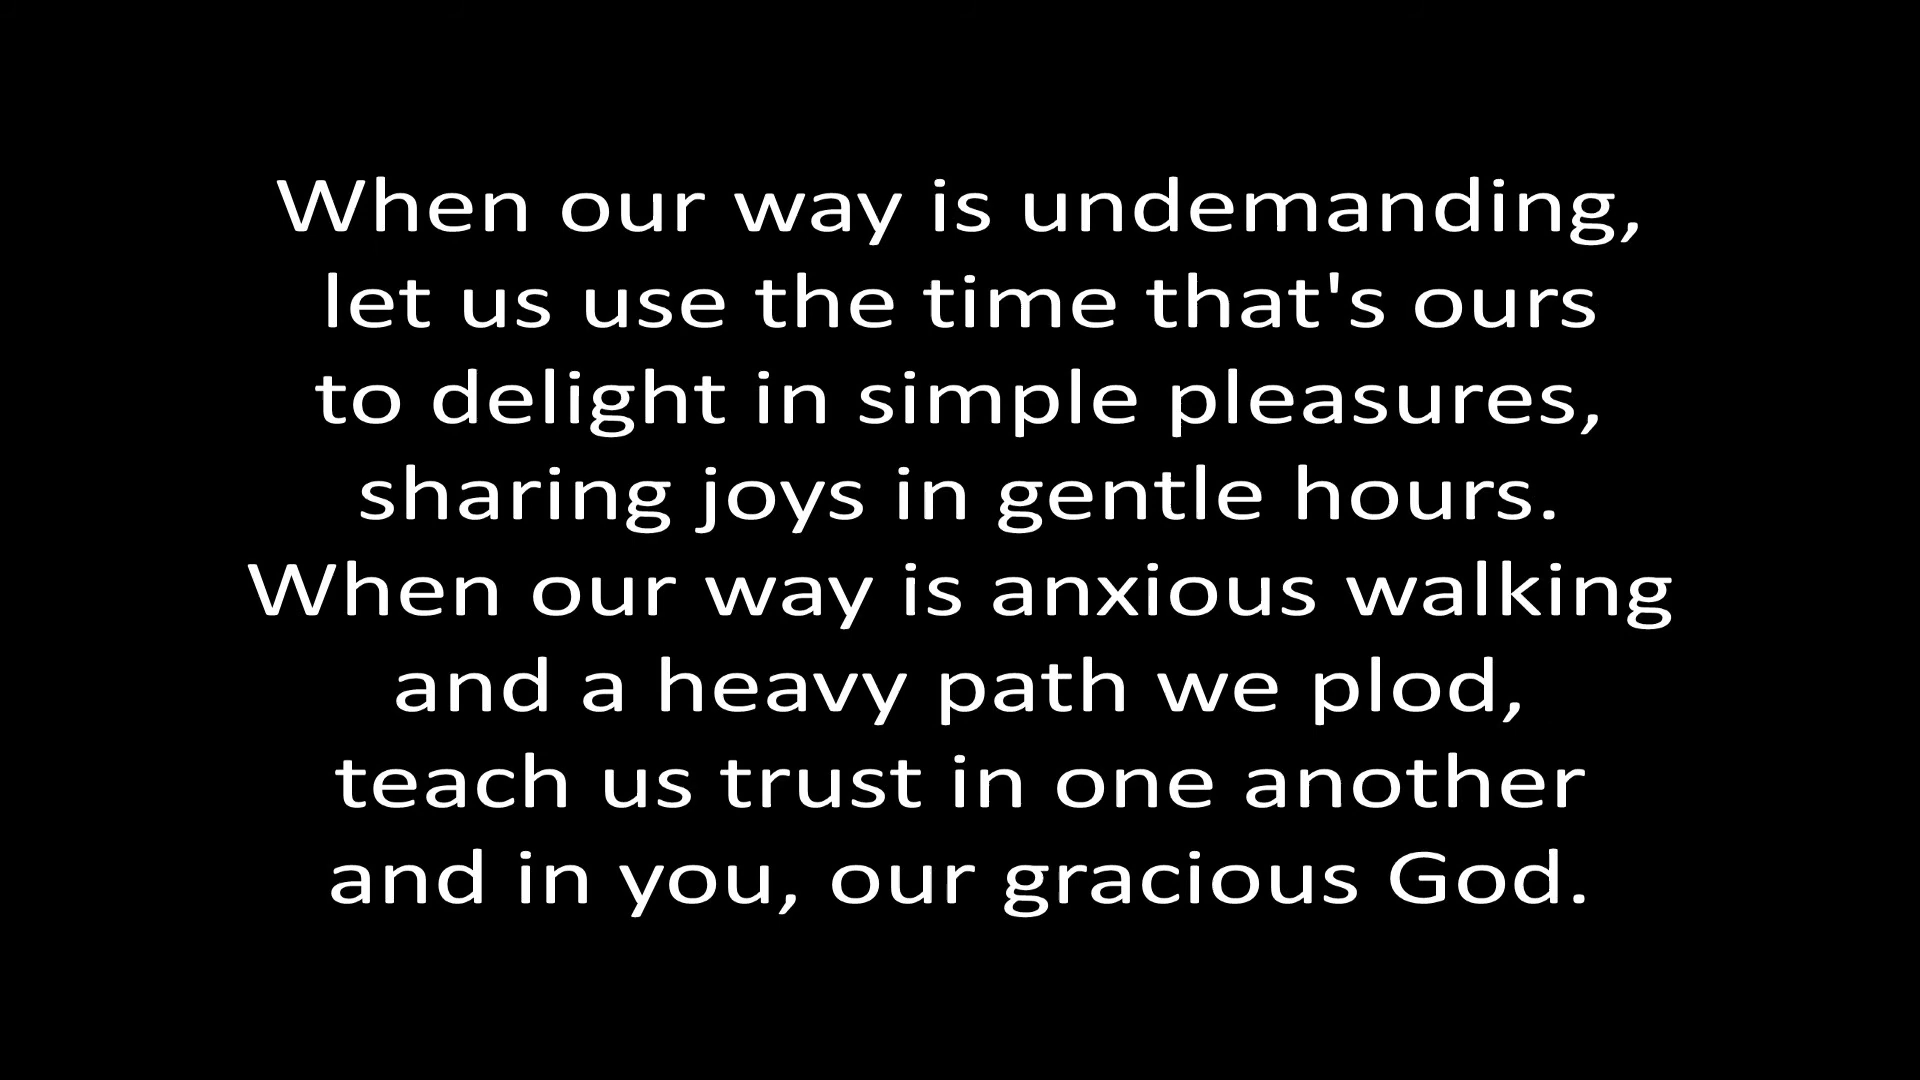 When our way is undemanding,
let us use the time that's ours
to delight in simple pleasures,
sharing joys in gentle hours.
When our way is anxious walking
and a heavy path we plod,
teach us trust in one another
and in you, our gracious God.